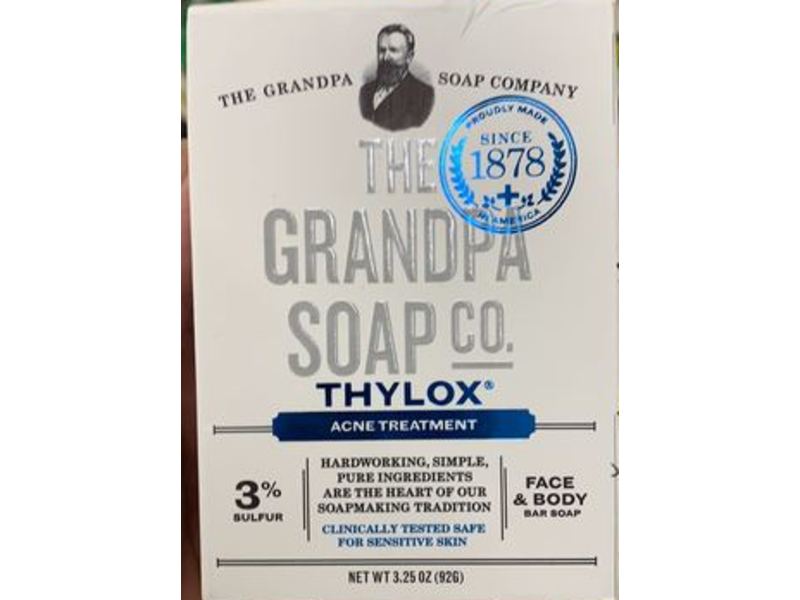 THE GRANDPA SOAP COMPANY
PROUDLY MADE
SINCE
1878
IN AMERICA
THE
GRANDPA
SOAP CO.
THYLOX®
ACNE TREATMENT
3%
SULFUR
HARDWORKING, SIMPLE,
PURE INGREDIENTS
ARE THE HEART OF OUR
SOAPMAKING TRADITION
CLINICALLY TESTED SAFE
FOR SENSITIVE SKIN
FACE
& BODY
BAR SOAP
NET WT 3.25 OZ (92G)